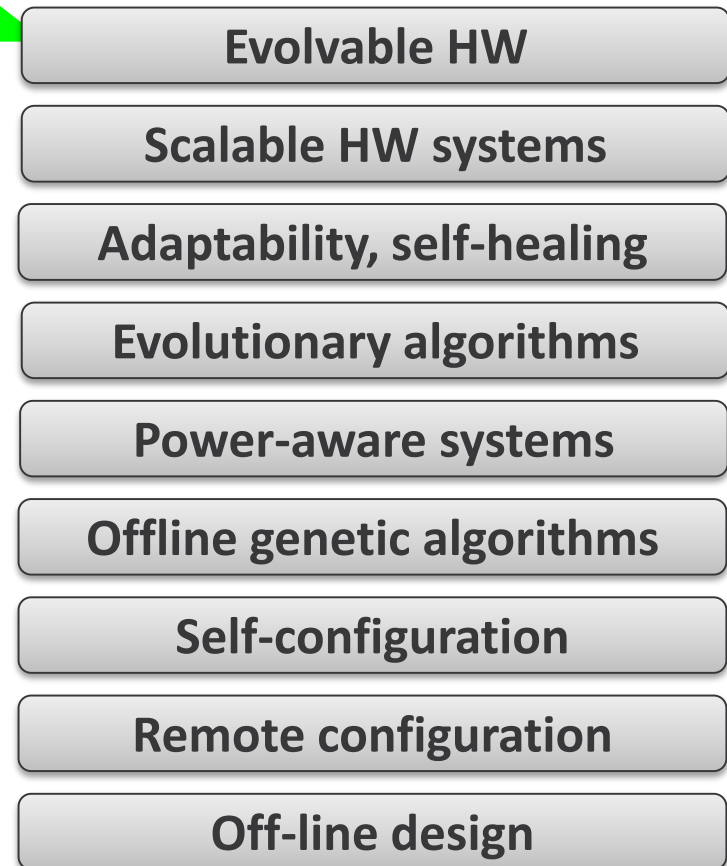 Evolvable HW
Scalable HW systems
Adaptability, self-healing
Evolutionary algorithms
Power-aware systems
Offline genetic algorithms
Self-configuration
Remote configuration
Off-line design